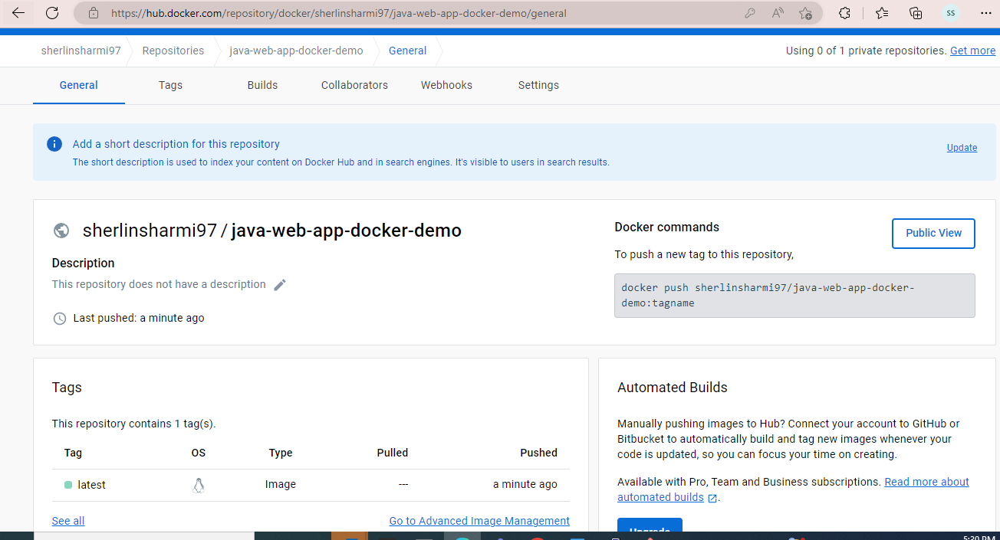 https://hub.docker.com/repository/docker/sherlinsharmi97/java-web-app-docker-demo/general
SS
sherlinsharmi97 Repositories java-web-app-docker-demo General
Using 0 of 1 private repositories. Get more
General Tags Builds Collaborators Webhooks Settings
Add a short description for this repository
The short description is used to index your content on Docker Hub and in search engines. It's visible to users in search results.
Update
sherlinsharmi97 / java-web-app-docker-demo
Description
This repository does not have a description
Last pushed: a minute ago
Docker commands
Public View
To push a new tag to this repository,
docker push sherlinsharmi97/java-web-app-docker-
demo:tagname
Tags
This repository contains 1 tag(s).
Tag OS Type Pulled Pushed
latest Image --- a minute ago
See all
Go to Advanced Image Management
Automated Builds
Manually pushing images to Hub? Connect your account to GitHub or
Bitbucket to automatically build and tag new images whenever your
code is updated, so you can focus your time on creating.
Available with Pro, Team and Business subscriptions. Read more about
automated builds .
Upgrade
5:30 PM